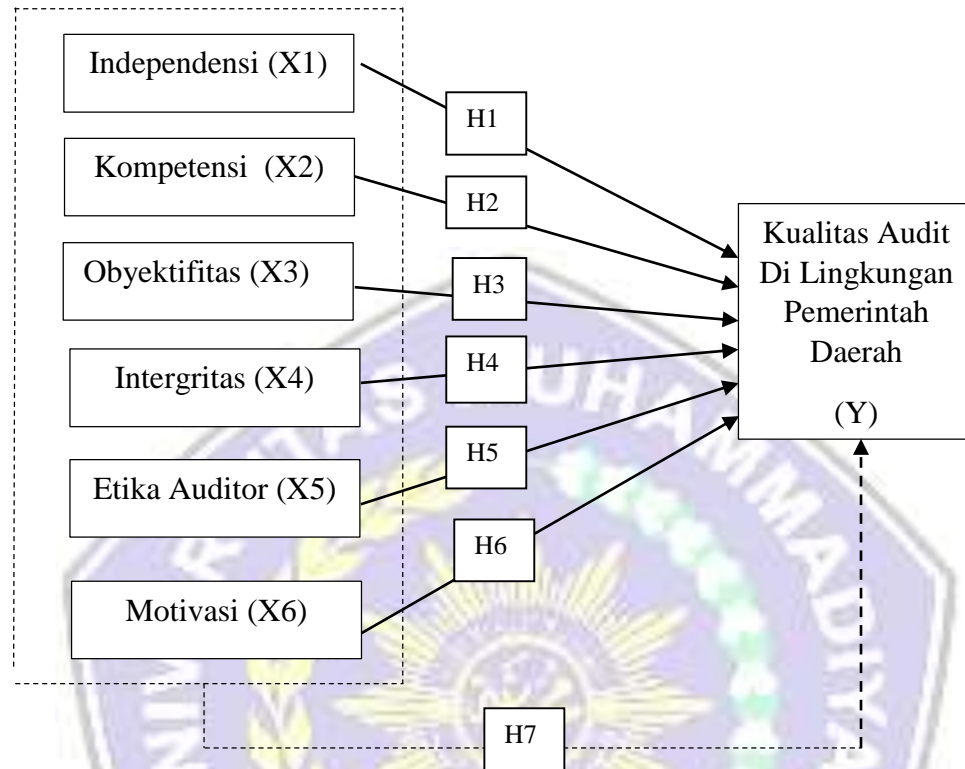 Independensi (X1)
H1
Kompetensi (X2)
H2
Kualitas Audit
Di Lingkungan
Pemerintah
Daerah
(Y)
Obyektifitas (X3)
H3
Intergritas (X4)
H4
Etika Auditor (X5)
H5
H6
Motivasi (X6)
H7